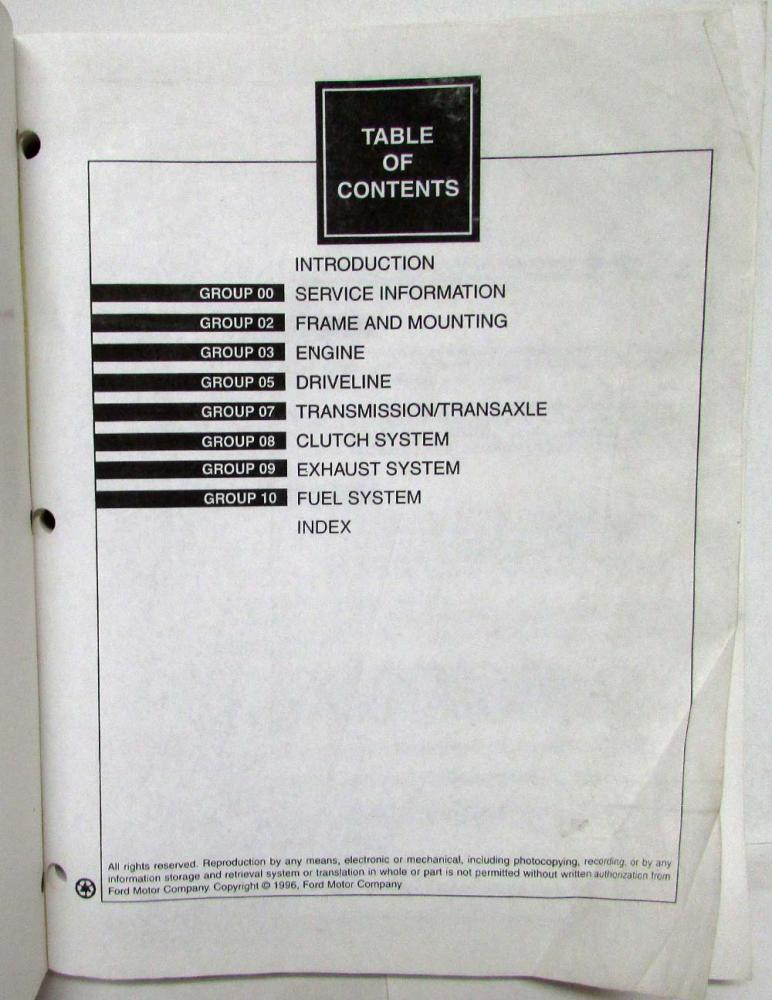 TABLE
OF
CONTENTS
INTRODUCTION
GROUP 00 SERVICE INFORMATION
GROUP 02 FRAME AND MOUNTING
GROUP 03 ENGINE
GROUP 05 DRIVELINE
GROUP 07 TRANSMISSION/TRANSAXLE
GROUP 08 CLUTCH SYSTEM
GROUP 09 EXHAUST SYSTEM
GROUP 10 FUEL SYSTEM
INDEX
All rights reserved. Reproduction by any means, electronic or mechanical, including photocopying, recording, or by any
information storage and retrieval system or translation in whole or part is not permitted without written authorization from
Ford Motor Company. Copyright © 1996, Ford Motor Company